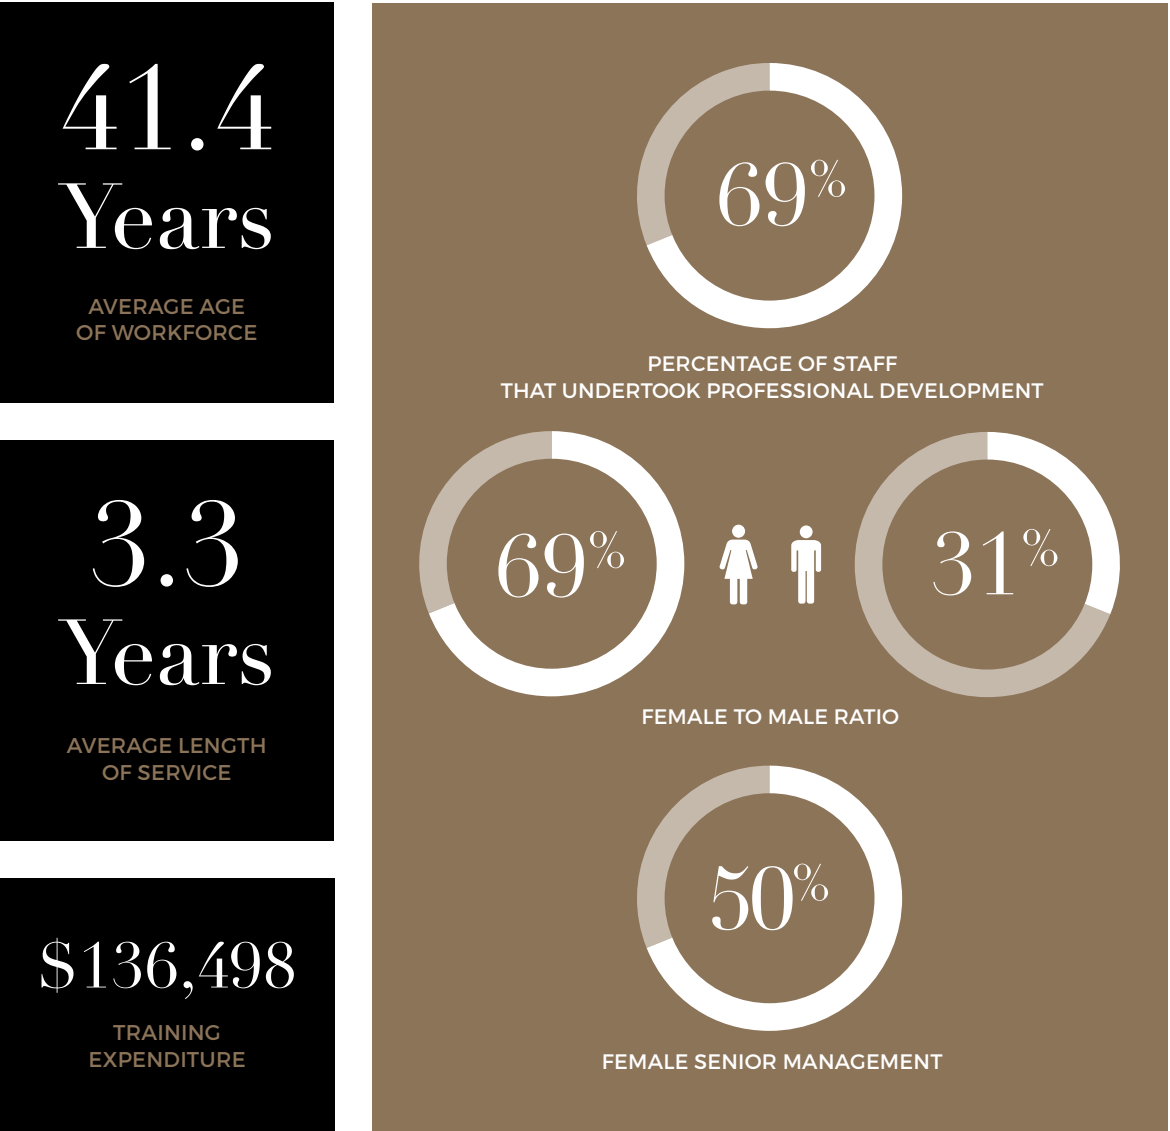 41.4
Years
AVERAGE AGE
OF WORKFORCE
3.3
Years
AVERAGE LENGTH
OF SERVICE
$136,498
TRAINING
EXPENDITURE
69%
PERCENTAGE OF STAFF
THAT UNDERTOOK PROFESSIONAL DEVELOPMENT
69%
31%
FEMALE TO MALE RATIO
50%
FEMALE SENIOR MANAGEMENT